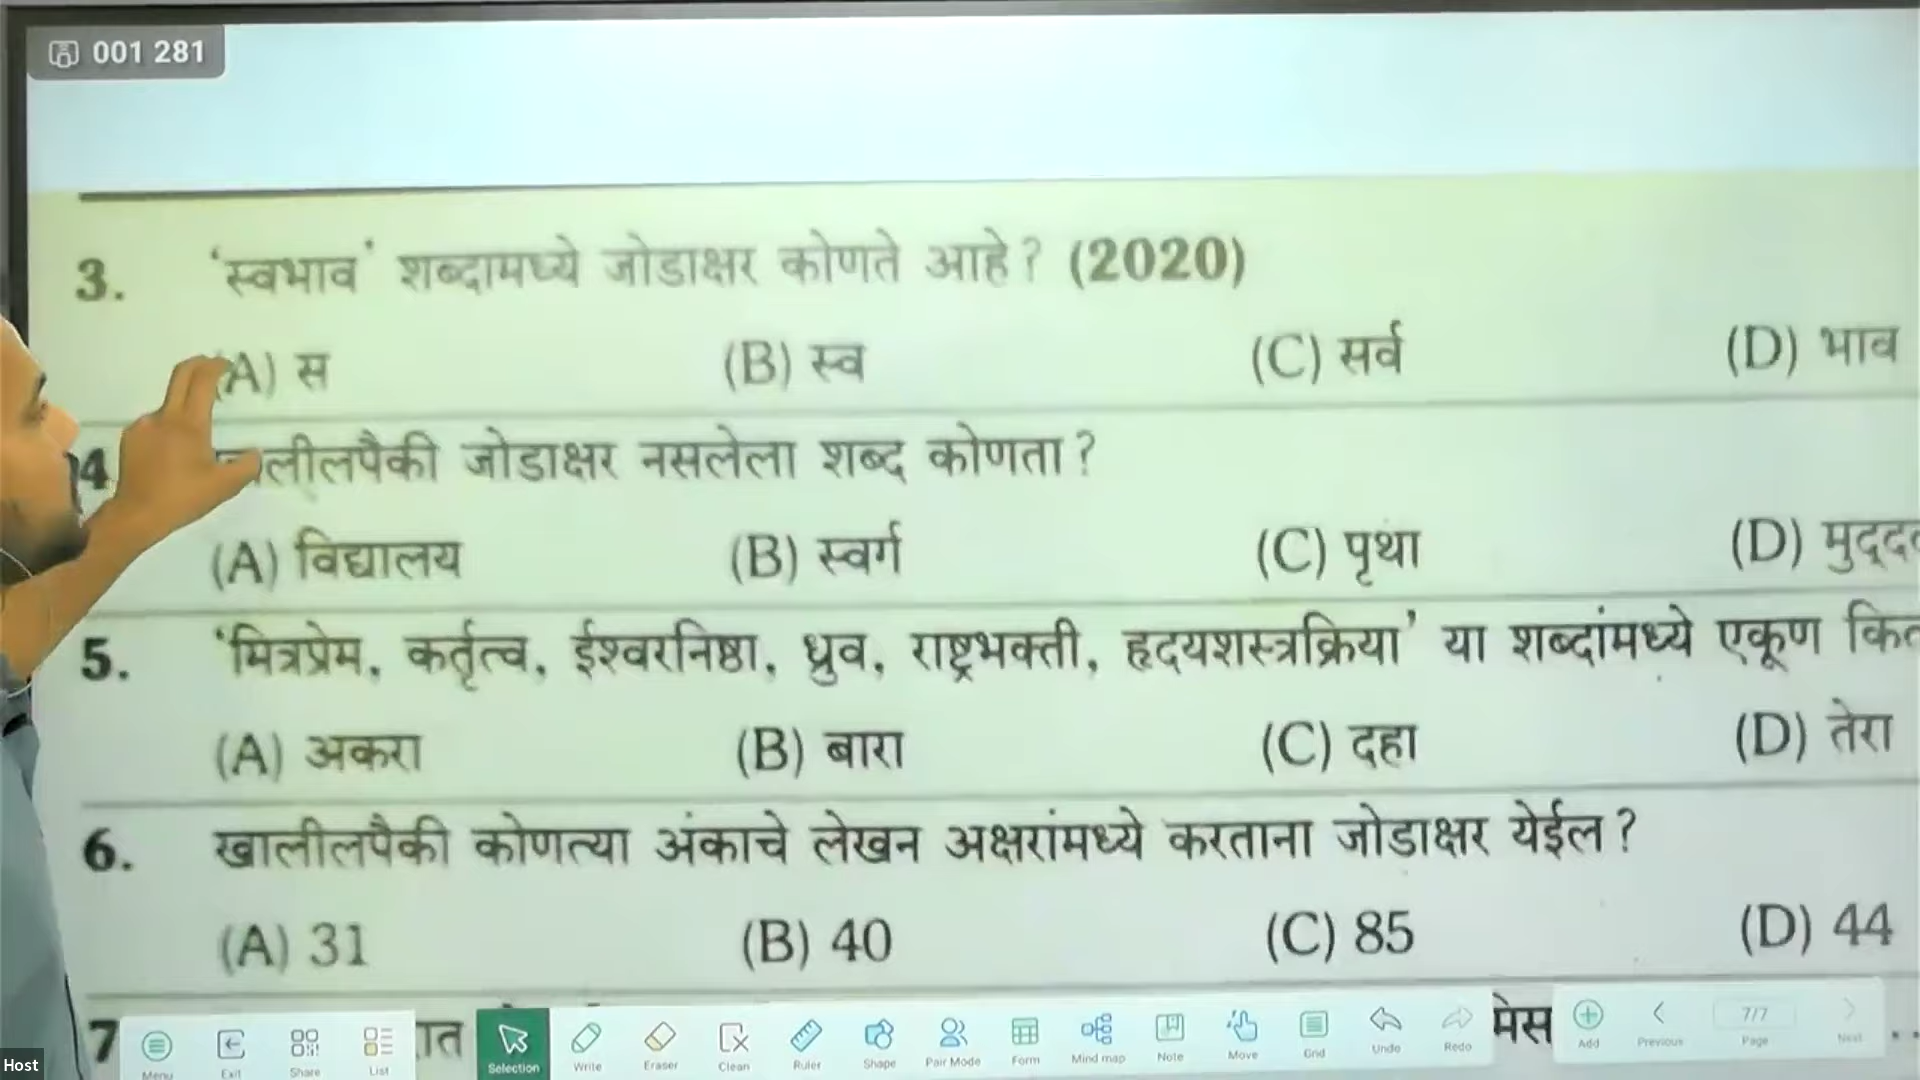 001 281
3. 'स्वभाव' शब्दामध्ये जोडाक्षर कोणते आहे? (2020)
(A) स (B) स्व (C) सर्व (D) भाव
4 जोडाक्षर नसलेला शब्द कोणता?
(A) विद्यालय (B) स्वर्ग (C) पृथा (D)
5. 'मित्रप्रेम, कर्तृत्व, ईश्वरनिष्ठा, ध्रुव, राष्ट्रभक्ती, हृदयशस्त्रक्रिया' या शब्दांमध्ये एकूण
(A) अकरा (B) बारा (C) दहा (D) तेरा
6. खालीलपैकी कोणत्या अंकाचे लेखन अक्षरांमध्ये करताना जोडाक्षर येईल?
(A) 31 (B) 40 (C) 85 (D) 44
7
Menu Exit Share List Selection Write Eraser Clean Ruler Shape Pair Mode Form Mind map Note Move Grid Undo Redo Add Previous 7/7 Page Next
Host